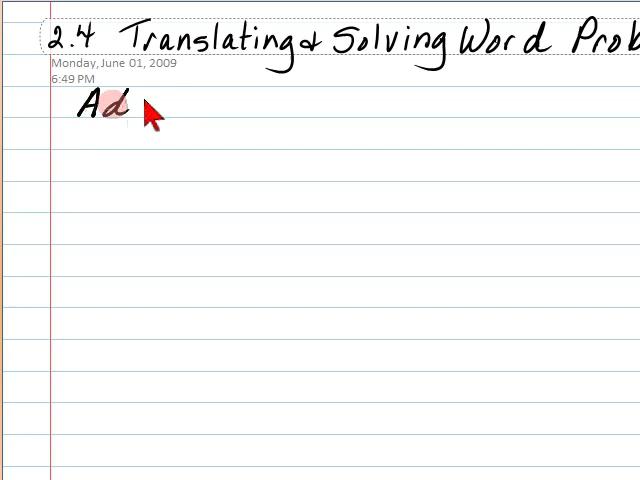 2.4 Translating & Solving Word Prob
Monday, June 01, 2009
6:49 PM
Ad